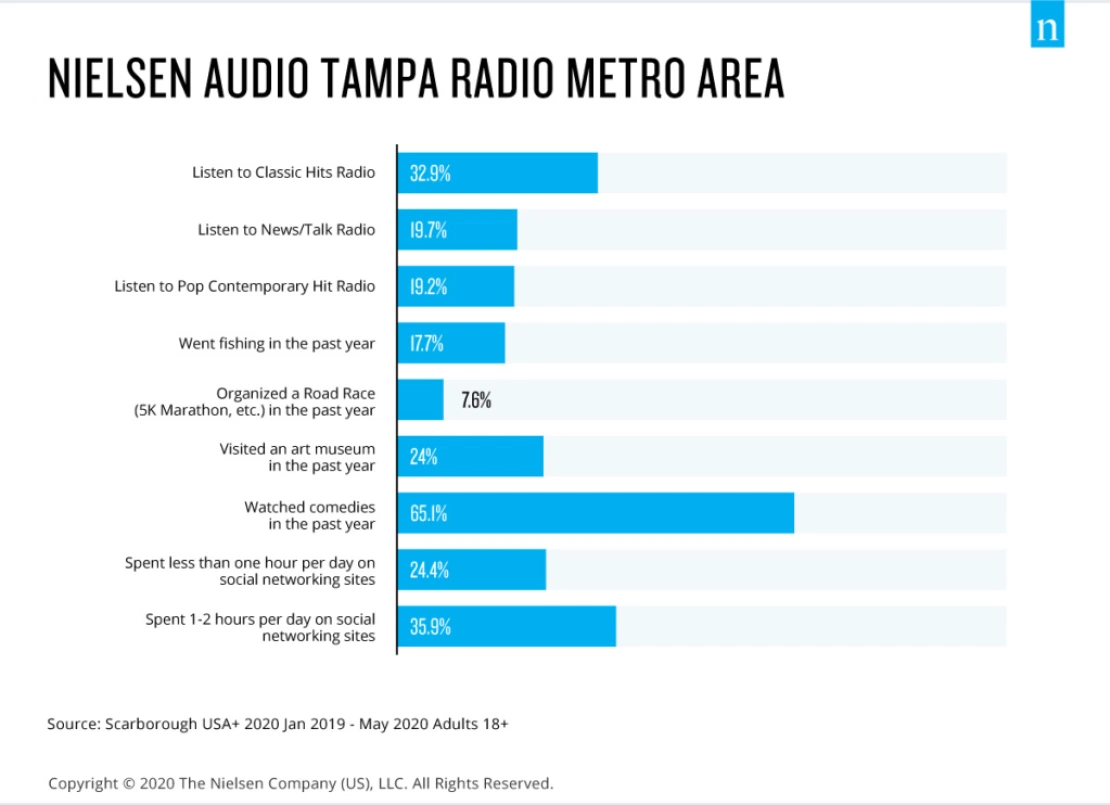 n
NIELSEN AUDIO TAMPA RADIO METRO AREA
Listen to Classic Hits Radio
32.9%
Listen to News/Talk Radio
19.7%
Listen to Pop Contemporary Hit Radio
19.2%
Went fishing in the past year
17.7%
Organized a Road Race
(5K Marathon, etc.) in the past year
7.6%
Visited an art museum
in the past year
24%
Watched comedies
in the past year
65.1%
Spent less than one hour per day on
social networking sites
24.4%
Spent 1-2 hours per day on social
networking sites
35.9%
Source: Scarborough USA+ 2020 Jan 2019 - May 2020 Adults 18+
Copyright © 2020 The Nielsen Company (US), LLC. All Rights Reserved.